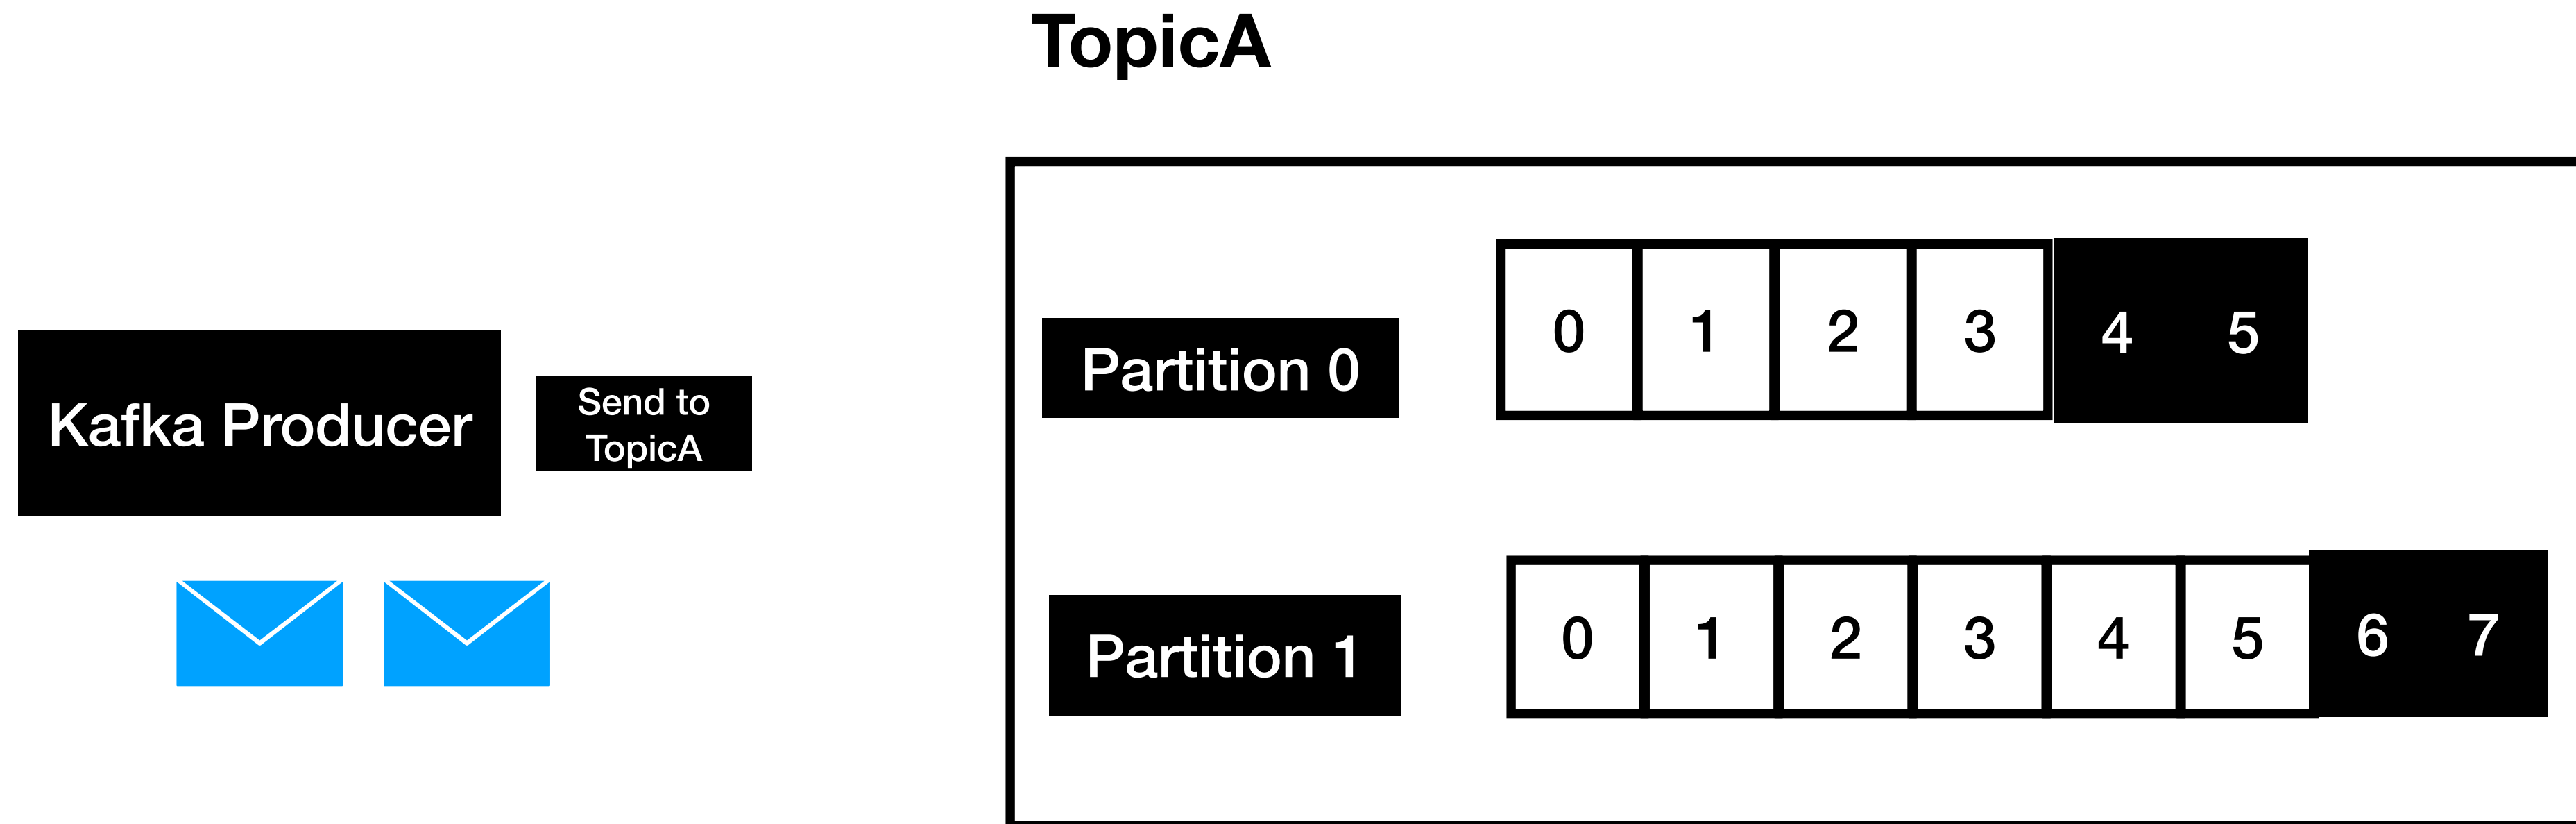 TopicA
Kafka Producer
Send to
TopicA
Partition 0
0 1 2 3 4 5
Partition 1
0 1 2 3 4 5 6 7